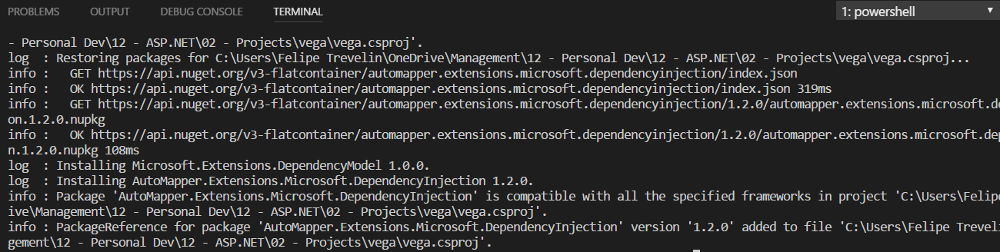 PROBLEMS OUTPUT DEBUG CONSOLE TERMINAL 1: powershell
- Personal Dev\12 - ASP.NET\02 - Projects\vega\vega.csproj'.
log  : Restoring packages for C:\Users\Felipe Trevelin\OneDrive\Management\12 - Personal Dev\12 - ASP.NET\02 - Projects\vega\vega.csproj...
info :   GET https://api.nuget.org/v3-flatcontainer/automapper.extensions.microsoft.dependencyinjection/index.json
info :   OK https://api.nuget.org/v3-flatcontainer/automapper.extensions.microsoft.dependencyinjection/index.json 319ms
info :   GET https://api.nuget.org/v3-flatcontainer/automapper.extensions.microsoft.dependencyinjection/1.2.0/automapper.extensions.microsoft.de
on.1.2.0.nupkg
info :   OK https://api.nuget.org/v3-flatcontainer/automapper.extensions.microsoft.dependencyinjection/1.2.0/automapper.extensions.microsoft.dep
n.1.2.0.nupkg 108ms
log  : Installing Microsoft.Extensions.DependencyModel 1.0.0.
log  : Installing AutoMapper.Extensions.Microsoft.DependencyInjection 1.2.0.
info : Package 'AutoMapper.Extensions.Microsoft.DependencyInjection' is compatible with all the specified frameworks in project 'C:\Users\Felipe
ive\Management\12 - Personal Dev\12 - ASP.NET\02 - Projects\vega\vega.csproj'.
info : PackageReference for package 'AutoMapper.Extensions.Microsoft.DependencyInjection' version '1.2.0' added to file 'C:\Users\Felipe Treveli
gement\12 - Personal Dev\12 - ASP.NET\02 - Projects\vega\vega.csproj'.